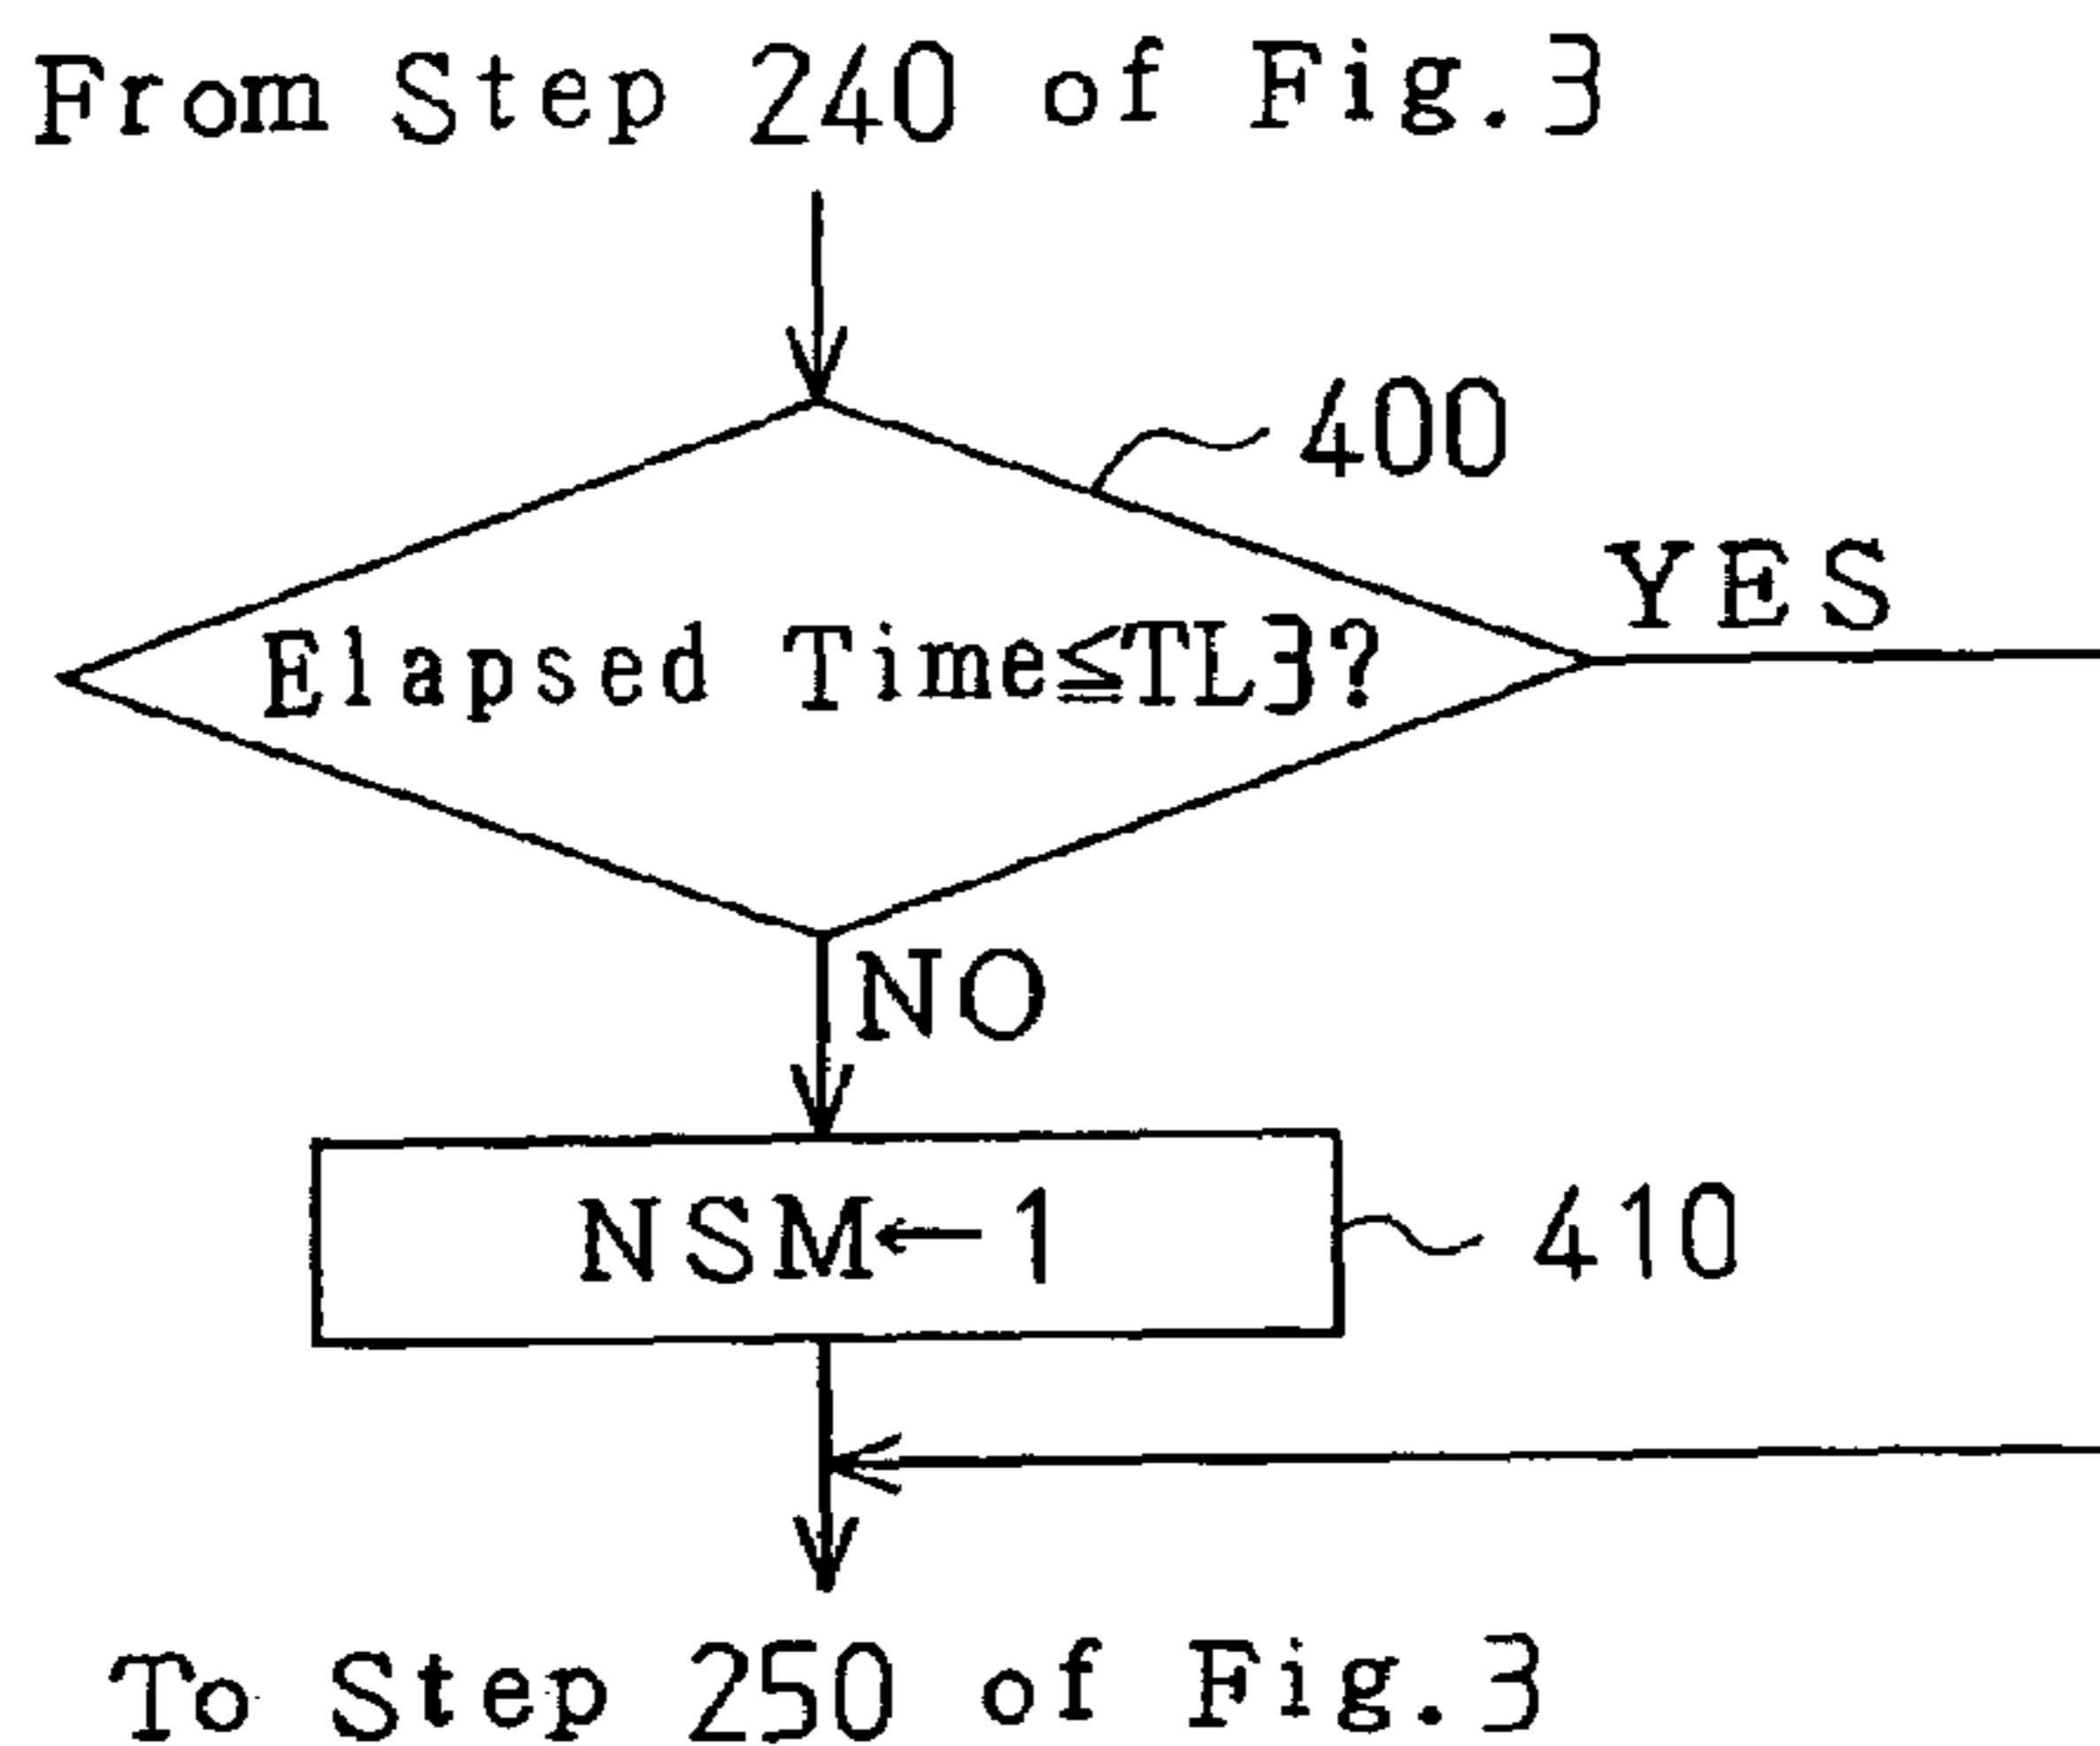 From Step 240 of Fig.3
400
YES
Elapsed Time≦TL3?
NO
NSM←1
410
To Step 250 of Fig.3